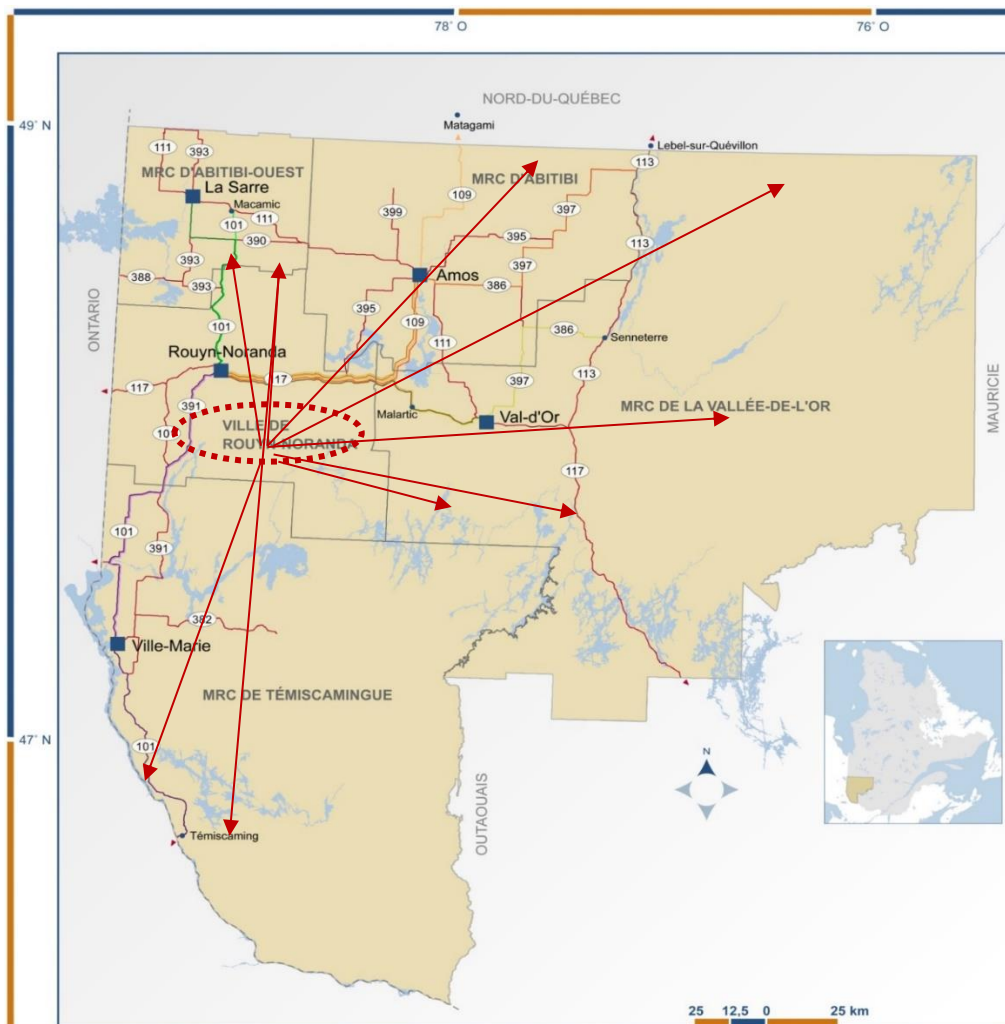 78° O
76° O
NORD-DU-QUÉBEC
49° N
Matagami
Lebel-sur-Quévillon
111
393
113
MRC D'ABITIBI-OUEST
MRC D'ABITIBI
La Sarre
109
Macamic
399
397
101
111
395
113
390
393
397
388
Amos
393
386
ONTARIO
395
109
101
386
111
Senneterre
Rouyn-Noranda
117
113
117
397
MAURICIE
391
Malartic
Val-d'Or
MRC DE LA VALLÉE-DE-L'OR
VILLE DE
101
ROUYN-NORANDA
117
101
391
382
Ville-Marie
MRC DE TÉMISCAMINGUE
47° N
101
N
OUTAOUAIS
Témiscaming
25 12,5 0 25 km